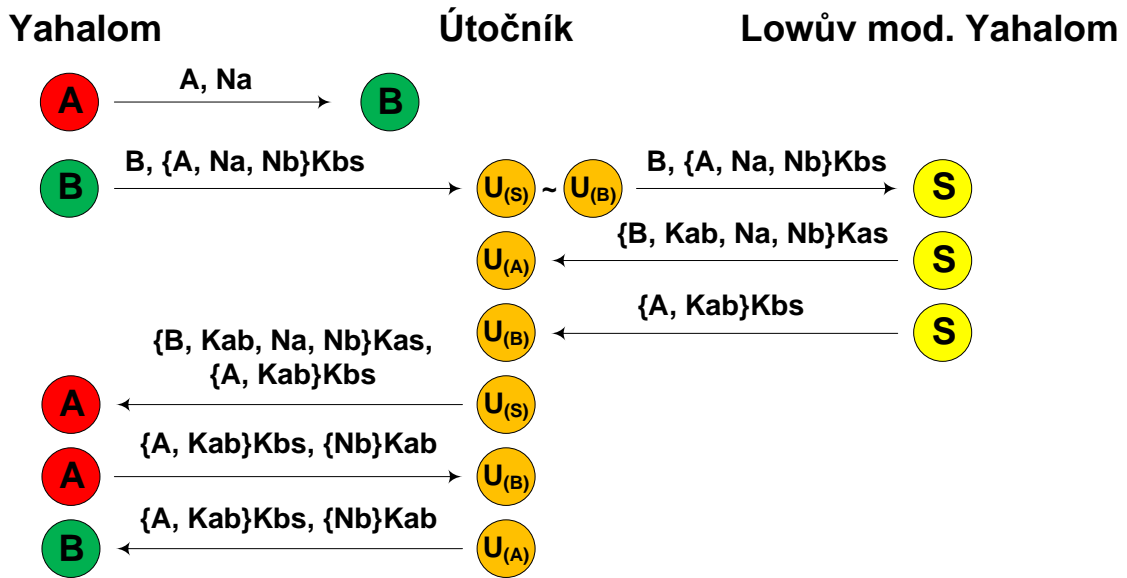 Yahalom Útočník Lowův mod. Yahalom
A A, Na B
B B, {A, Na, Nb}Kbs U(S) ~ U(B) B, {A, Na, Nb}Kbs S
U(A) {B, Kab, Na, Nb}Kas S
U(B) {A, Kab}Kbs S
{B, Kab, Na, Nb}Kas,
{A, Kab}Kbs
A U(S)
A {A, Kab}Kbs, {Nb}Kab U(B)
B {A, Kab}Kbs, {Nb}Kab U(A)